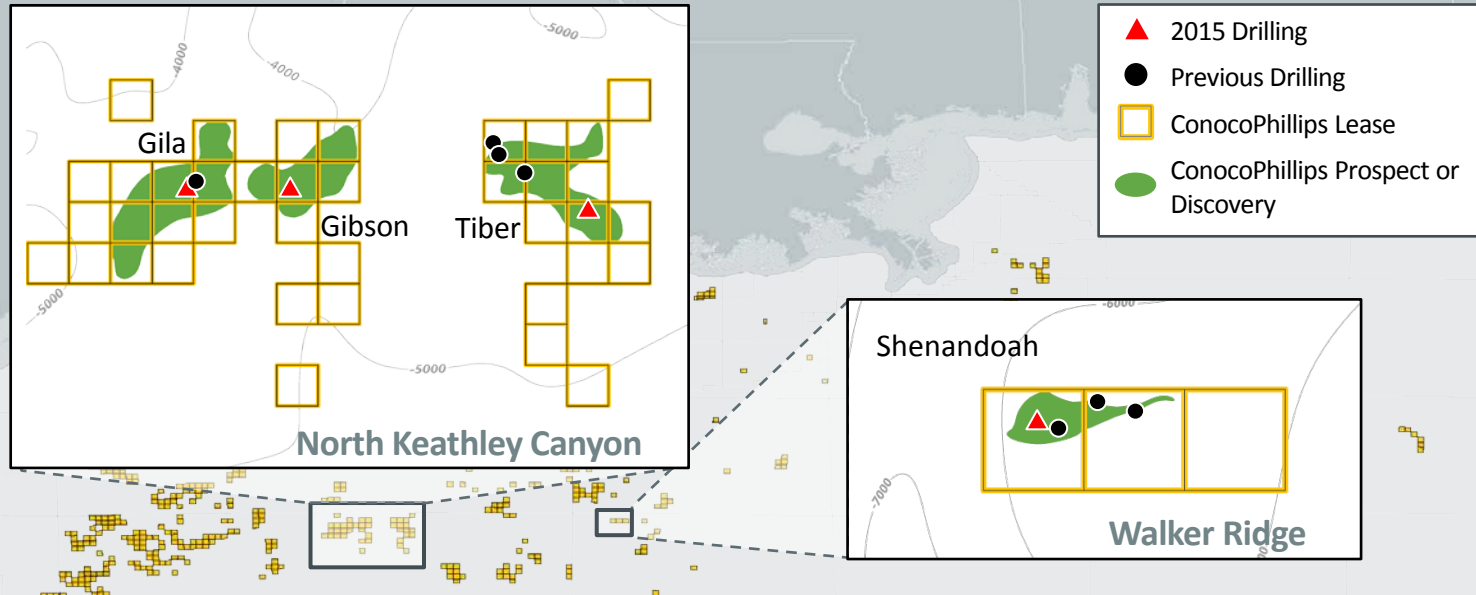 -5000
-4000
-4000
Gila
Gibson
Tiber
-5000
-5000
North Keathley Canyon
2015 Drilling
Previous Drilling
ConocoPhillips Lease
ConocoPhillips Prospect or
Discovery
-6000
Shenandoah
-7000
Walker Ridge